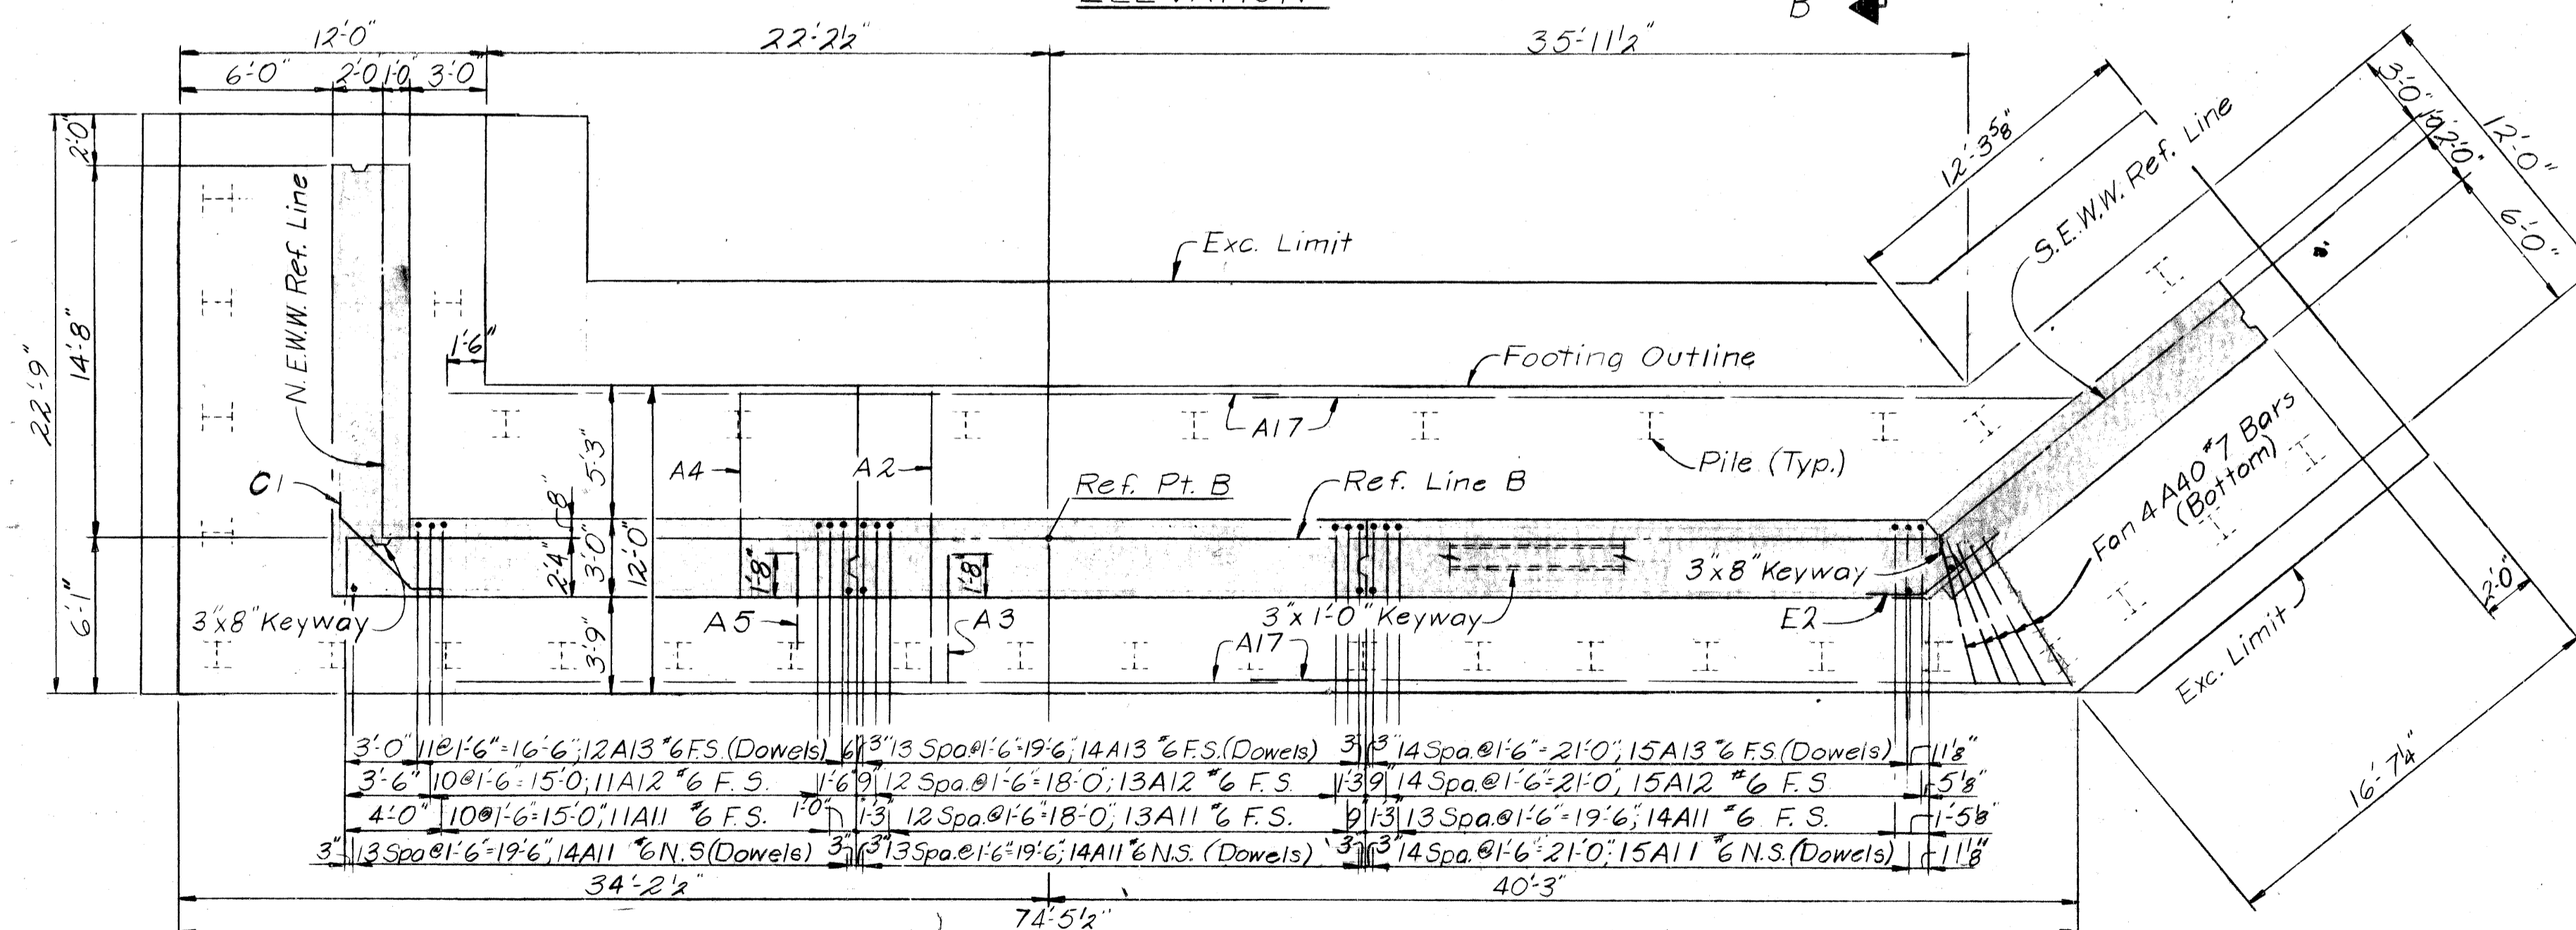 ELEVATION
B
12'-0"
22'-2½"
35'-11½"
6'-0"
2'-0
1'-0"
3'-0"
3'-0"
2'-0"
12'-0"
6'-0"
12'-3⅝"
S.E.W.W. Ref. Line
2'-0"
14'-8"
22'-9"
6'-1"
N.E.W.W. Ref. Line
Exc. Limit
1'-6"
Footing Outline
A17
A4
A2
5'-3"
8"
Pile (Typ.)
C1
Ref. Pt. B
Ref. Line B
Fan 4 A40 #7 Bars
(Bottom)
2'-4"
3'-0"
12'-0"
1'-8"
1'-8"
3"x8" Keyway
3"x8" Keyway
A5
A3
3"x 1'-0" Keyway
E2
3'-9"
A17
2'-0"
Exc. Limit
16'-7¼"
3'-0" 11@1'-6"=16'-6", 12A13 #6 F.S.(Dowels) 6 3" 13 Spa.@1'-6"=19'-6", 14A13 #6 F.S.(Dowels) 3" 3" 14 Spa.@1'-6"=21'-0", 15A13 #6 F.S.(Dowels) 11⅛"
3'-6" 10@1'-6"=15'-0, 11A12 #6 F.S. 1'-6 9" 12 Spa.@1'-6"=18'-0", 13A12 #6 F.S. 1'-3 9" 14 Spa.@1'-6"=21'-0", 15A12 #6 F.S. 5⅛"
4'-0" 10@1'-6"=15'-0", 11A11 #6 F.S. 1'-0" 1'-3 12 Spa.@1'-6"=18'-0", 13A11 #6 F.S. 9 1'-3" 13 Spa.@1'-6"=19'-6", 14A11 #6 F.S. 1'-5⅛"
3" 13 Spa@1'-6"=19'-6", 14A11 #6 N.S(Dowels) 3" 3" 13 Spa.@1'-6"=19'-6", 14A11 #6 N.S. (Dowels) 3" 3" 14 Spa.@1'-6"=21'-0", 15A11 #6 N.S.(Dowels) 11⅛"
34'-2½"
40'-3"
74'-5½"